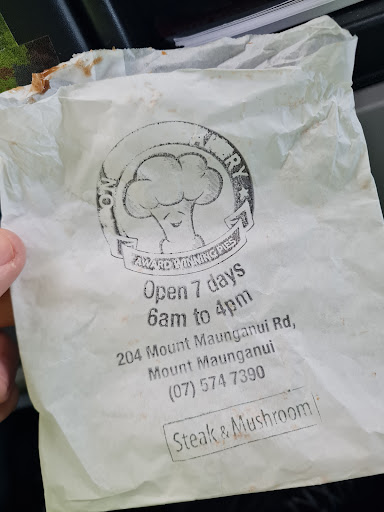 AWARD WINNING PIES
Open 7 days
6am to 4pm
204 Mount Maunganui Rd,
Mount Maunganui
(07) 574 7390
Steak & Mushroom